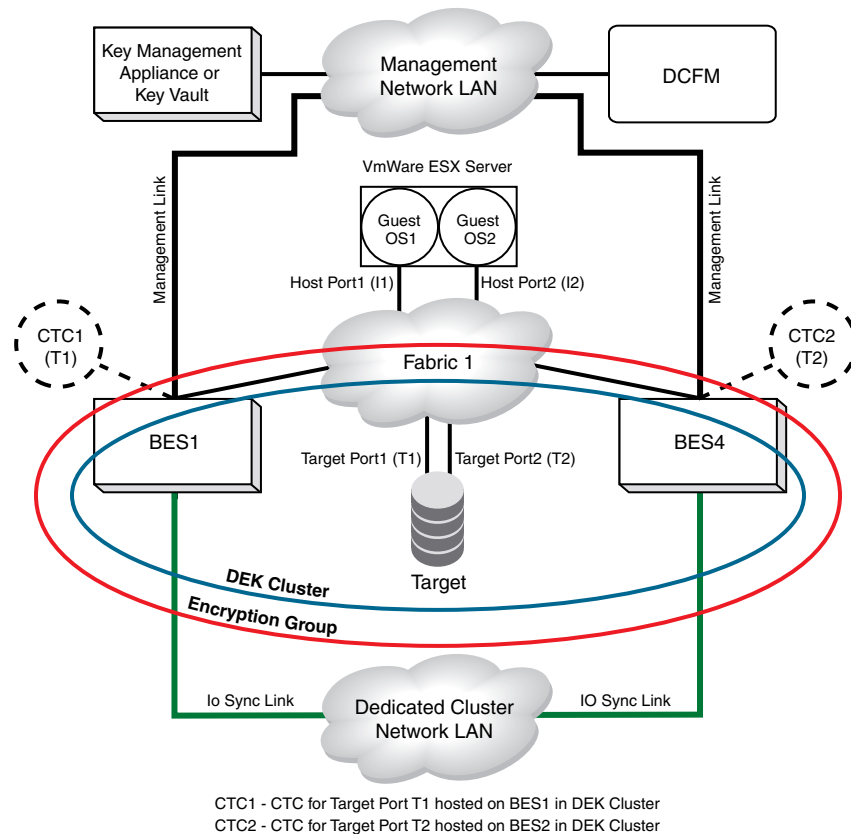 Key Management
Appliance or
Key Vault
Management
Network LAN
DCFM
VmWare ESX Server
Guest
OS1
Guest
OS2
Management Link
Management Link
Host Port1 (I1)
Host Port2 (I2)
CTC1
(T1)
CTC2
(T2)
Fabric 1
BES1
BES4
Target Port1 (T1)
Target Port2 (T2)
Target
DEK Cluster
Encryption Group
Io Sync Link
Dedicated Cluster
Network LAN
IO Sync Link
CTC1 - CTC for Target Port T1 hosted on BES1 in DEK Cluster
CTC2 - CTC for Target Port T2 hosted on BES2 in DEK Cluster